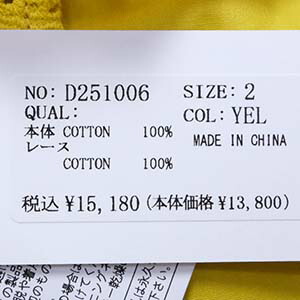 NO: D251006 SIZE: 2
QUAL: COL: YEL
本体 COTTON 100% MADE IN CHINA
レース
COTTON 100%
税込 ¥15,180 (本体価格 ¥13,800)